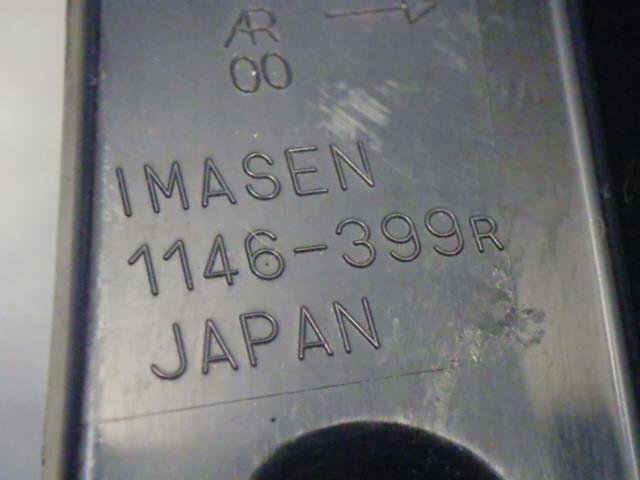 AR
00
IMASEN
1146-399R
JAPAN